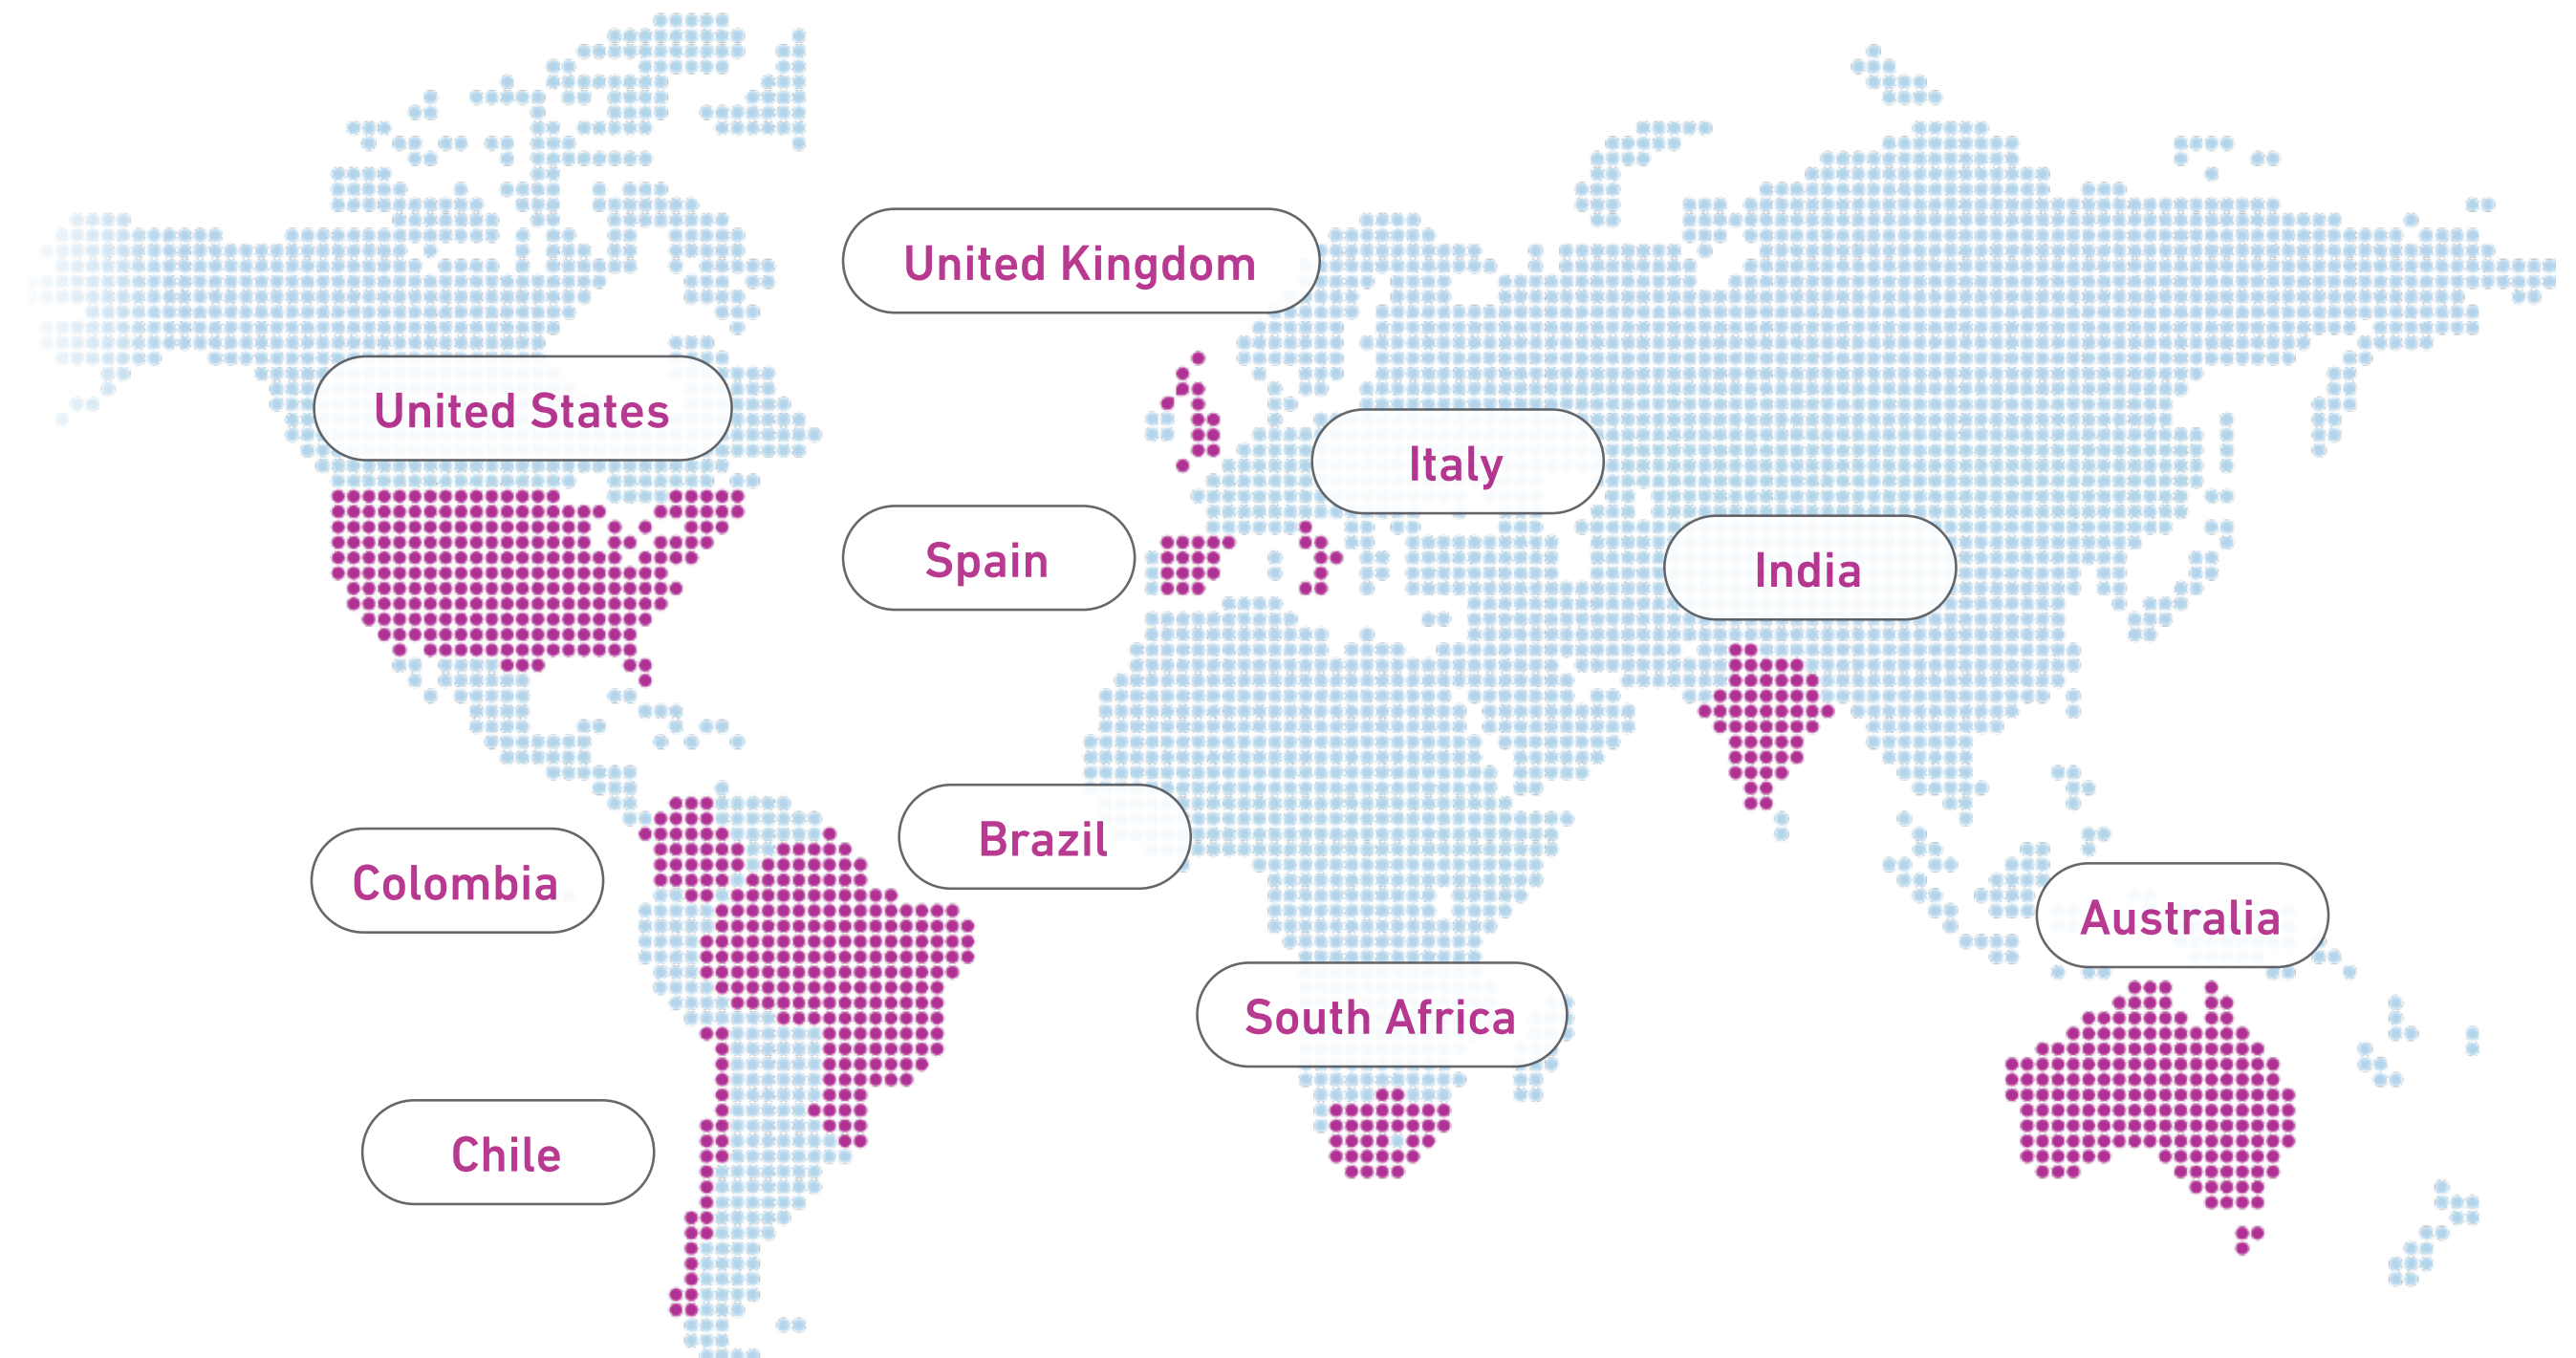 United Kingdom
United States
Italy
Spain
India
Brazil
Colombia
Australia
South Africa
Chile